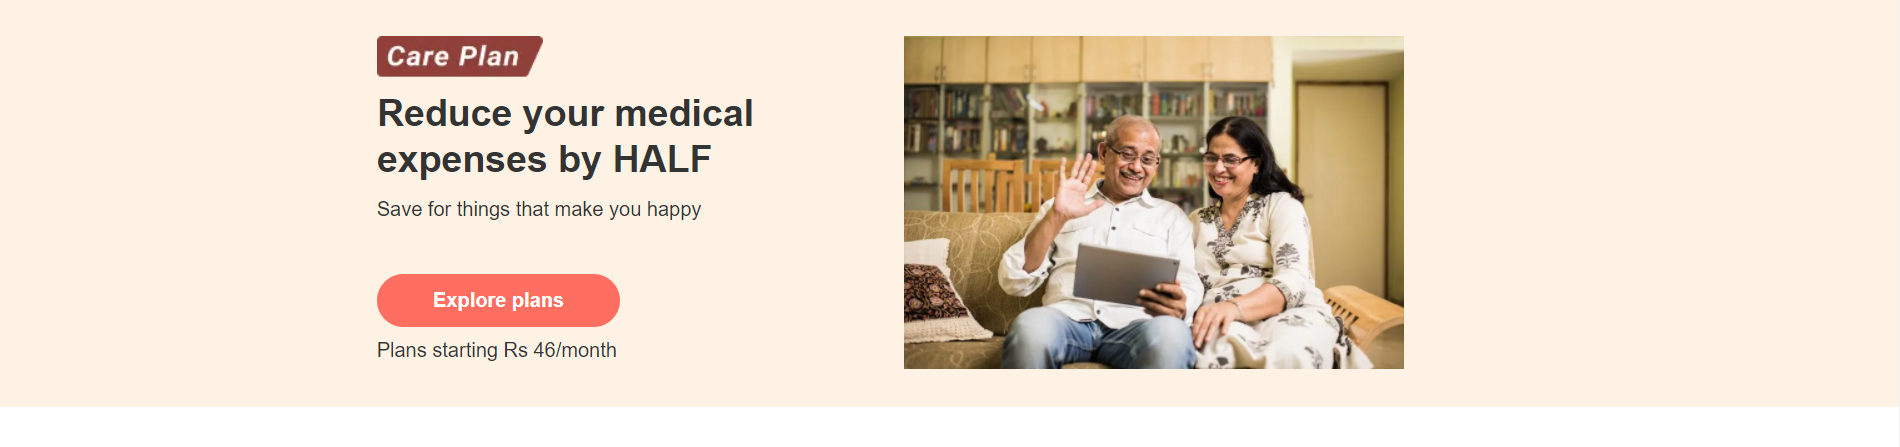 Care Plan
Reduce your medical
expenses by HALF
Save for things that make you happy
Explore plans
Plans starting Rs 46/month